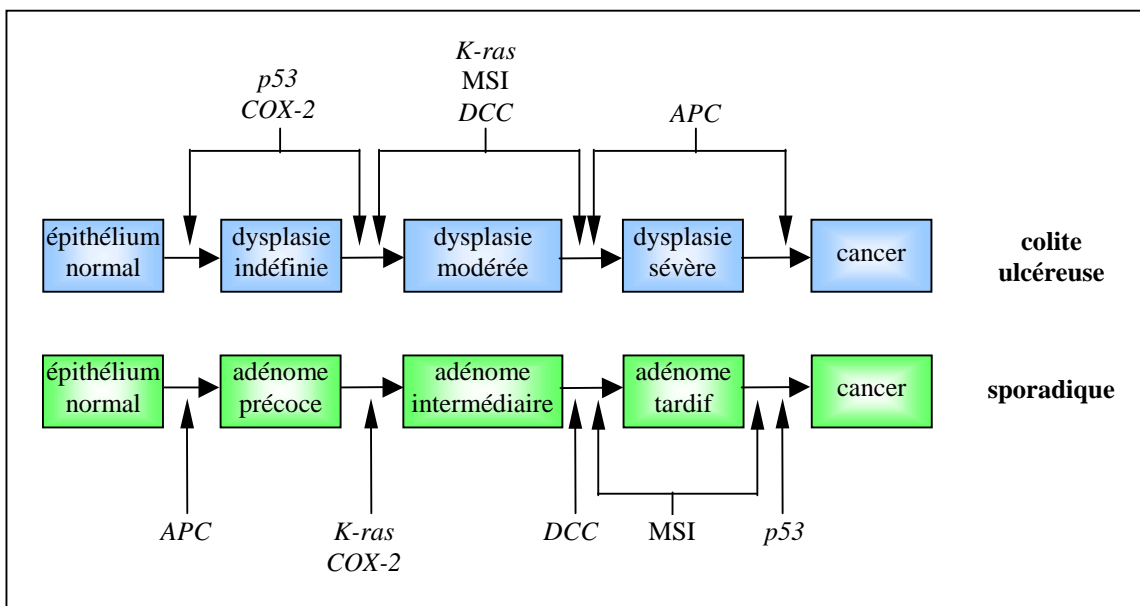 K-ras
MSI
DCC
p53
COX-2
APC
épithélium
normal
dysplasie
indéfinie
dysplasie
modérée
dysplasie
sévère
cancer
colite
ulcéreuse
épithélium
normal
adénome
précoce
adénome
intermédiaire
adénome
tardif
cancer
sporadique
APC
K-ras
COX-2
DCC
MSI
p53